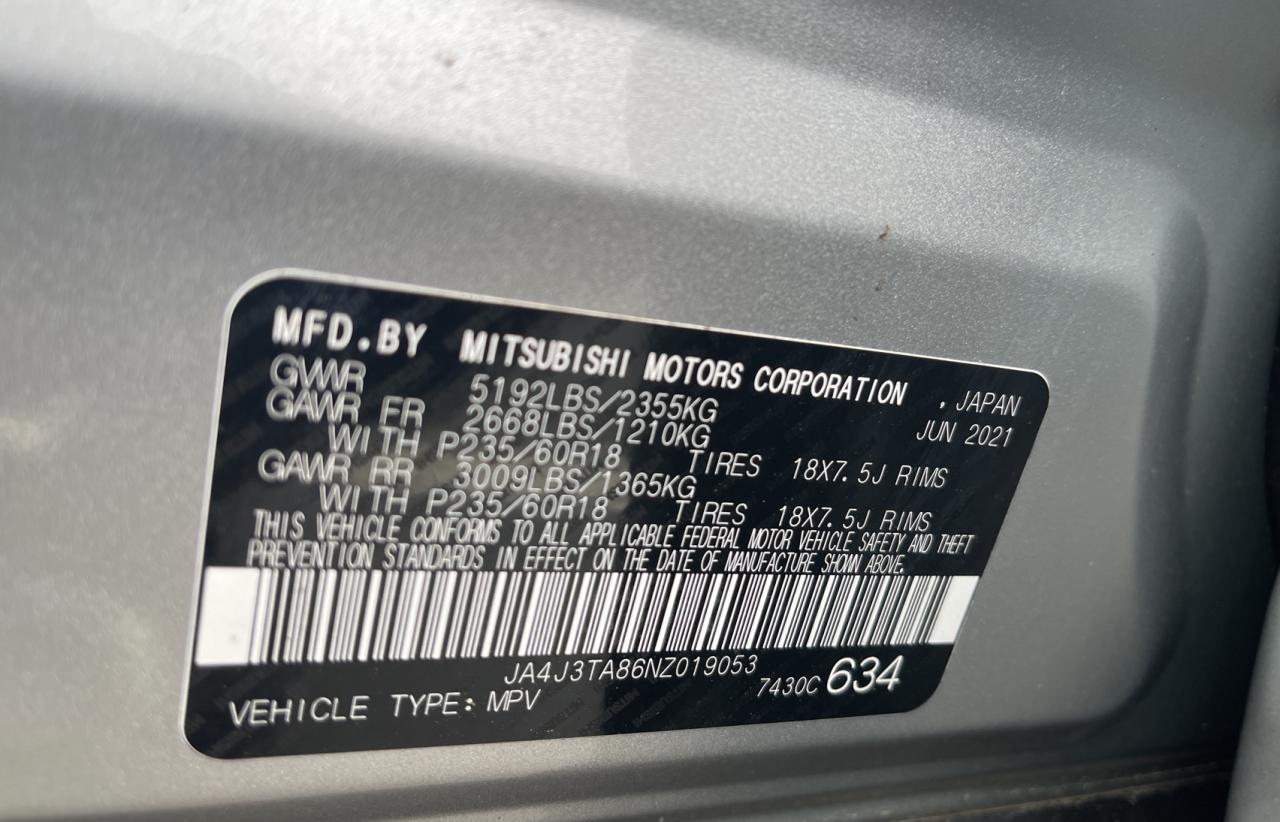 MFD.BY MITSUBISHI MOTORS CORPORATION , JAPAN
GVWR 5192LBS/2355KG JUN 2021
GAWR FR 2668LBS/1210KG
WITH P235/60R18 TIRES 18X7.5J RIMS
GAWR RR 3009LBS/1365KG
WITH P235/60R18 TIRES 18X7.5J RIMS
THIS VEHICLE CONFORMS TO ALL APPLICABLE FEDERAL MOTOR VEHICLE SAFETY AND THEFT
PREVENTION STANDARDS IN EFFECT ON THE DATE OF MANUFACTURE SHOWN ABOVE.
JA4J3TA86NZ019053
VEHICLE TYPE: MPV 7430C 634